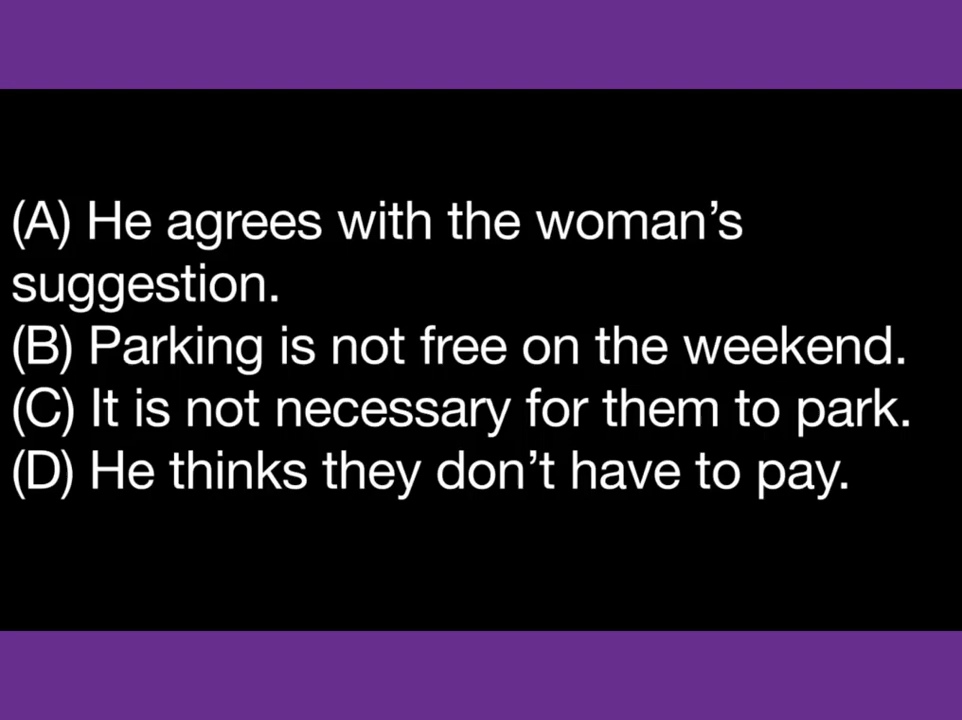 (A) He agrees with the woman’s
suggestion.
(B) Parking is not free on the weekend.
(C) It is not necessary for them to park.
(D) He thinks they don’t have to pay.